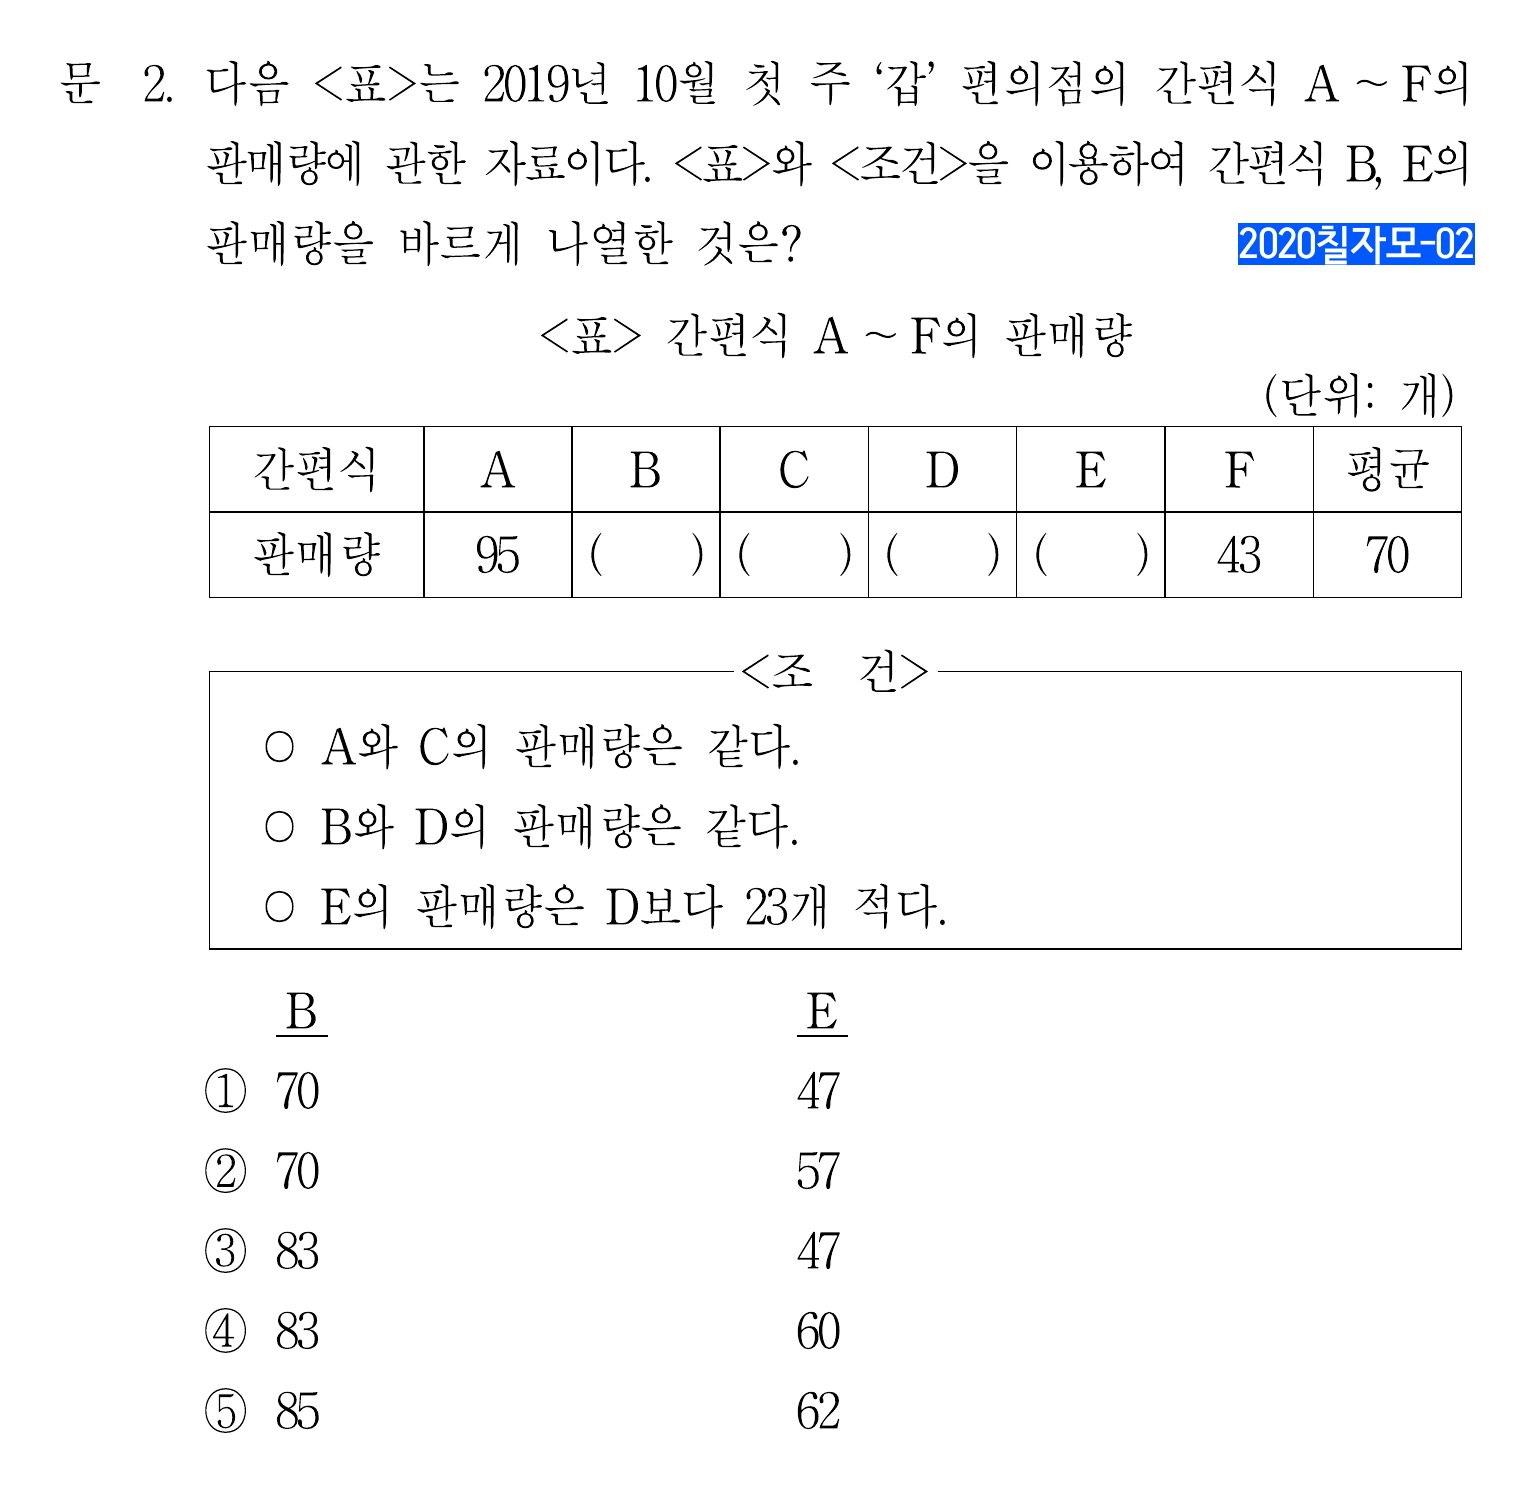 문 2. 다음 <표>는 2019년 10월 첫 주 ‘갑’ 편의점의 간편식 A ~ F의
판매량에 관한 자료이다. <표>와 <조건>을 이용하여 간편식 B, E의
판매량을 바르게 나열한 것은? 2020칠자모-02
<표> 간편식 A ~ F의 판매량
(단위: 개)
간편식 A B C D E F 평균
판매량 95 ( ) ( ) ( ) ( ) 43 70
<조 건>
○ A와 C의 판매량은 같다.
○ B와 D의 판매량은 같다.
○ E의 판매량은 D보다 23개 적다.
B E
① 70 47
② 70 57
③ 83 47
④ 83 60
⑤ 85 62